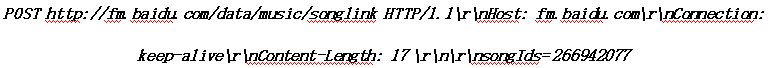 POST http://fm.baidu.com/data/music/songlink HTTP/1.1\r\nHost: fm.baidu.com\r\nConnection:
keep-alive\r\nContent-Length: 17 \r\n\r\nsongIds=266942077